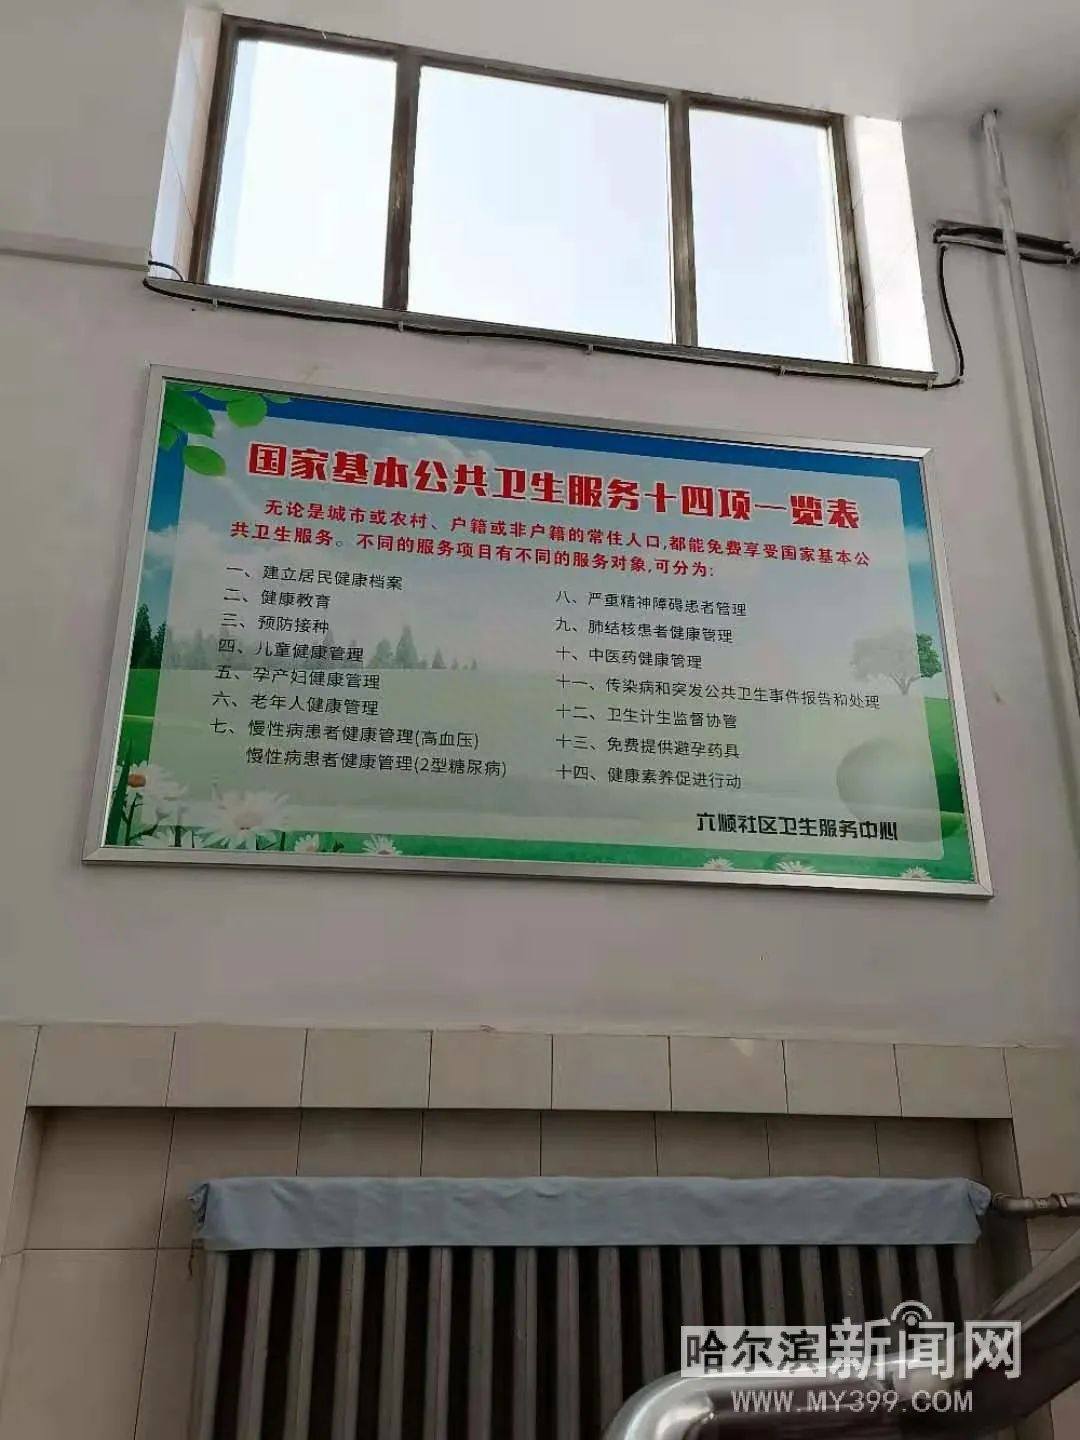 国家基本公共卫生服务十四项一览表
无论是城市或农村、户籍或非户籍的常住人口,都能免费享受国家基本公
共卫生服务。不同的服务项目有不同的服务对象,可分为:
一、建立居民健康档案
二、健康教育
三、预防接种
四、儿童健康管理
五、孕产妇健康管理
六、老年人健康管理
七、慢性病患者健康管理(高血压)
慢性病患者健康管理(2型糖尿病)
八、严重精神障碍患者管理
九、肺结核患者健康管理
十、中医药健康管理
十一、传染病和突发公共卫生事件报告和处理
十二、卫生计生监督协管
十三、免费提供避孕药具
十四、健康素养促进行动
六顺社区卫生服务中心
哈尔滨新闻网
WWW.MY399.COM